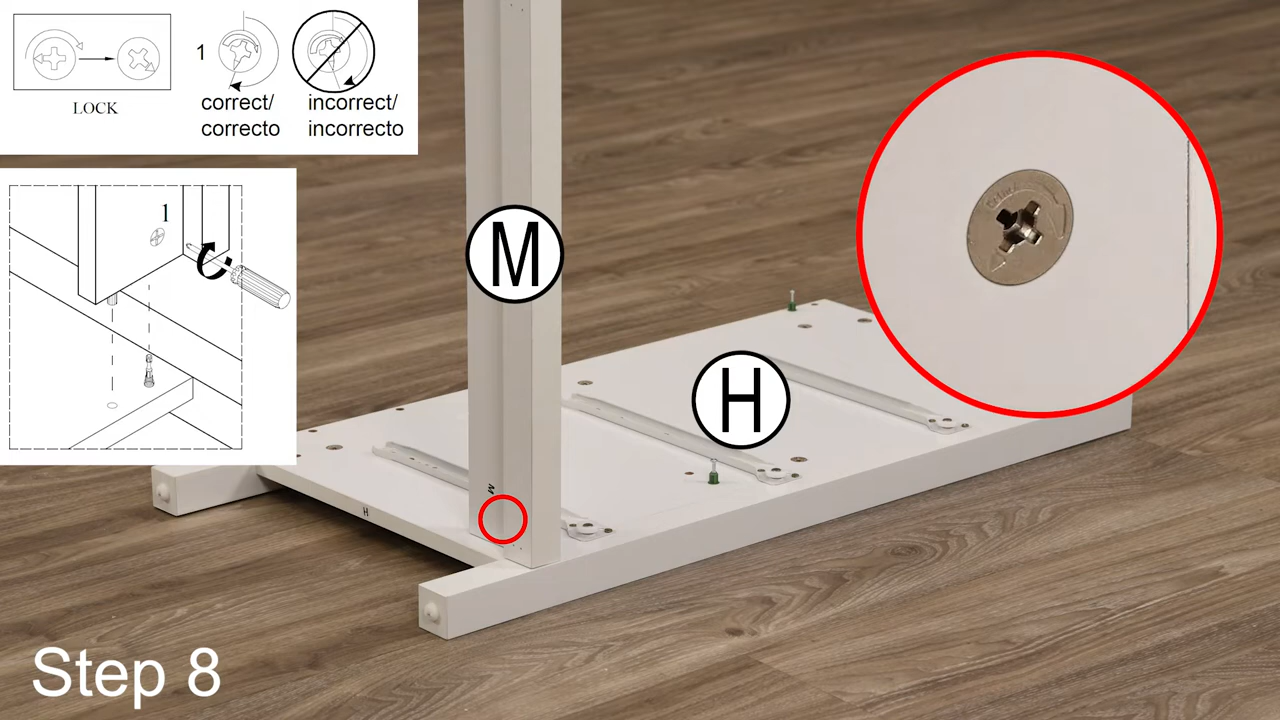 LOCK
1
correct/
correcto
incorrect/
incorrecto
1
M
H
M
H
Step 8